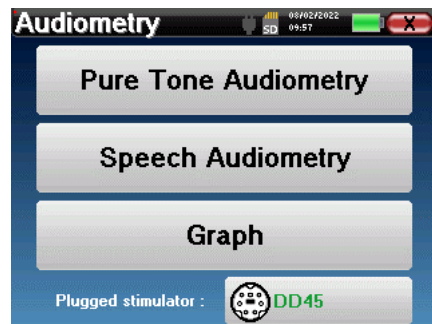 Audiometry
SD
08/02/2022
09:57
X
Pure Tone Audiometry
Speech Audiometry
Graph
Plugged stimulator :
DD45